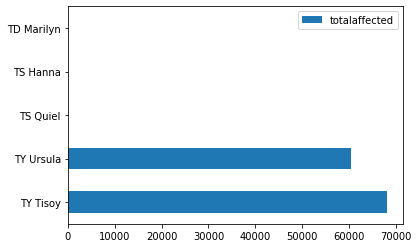 totalaffected
TD Marilyn
TS Hanna
TS Quiel
TY Ursula
TY Tisoy
0 10000 20000 30000 40000 50000 60000 70000